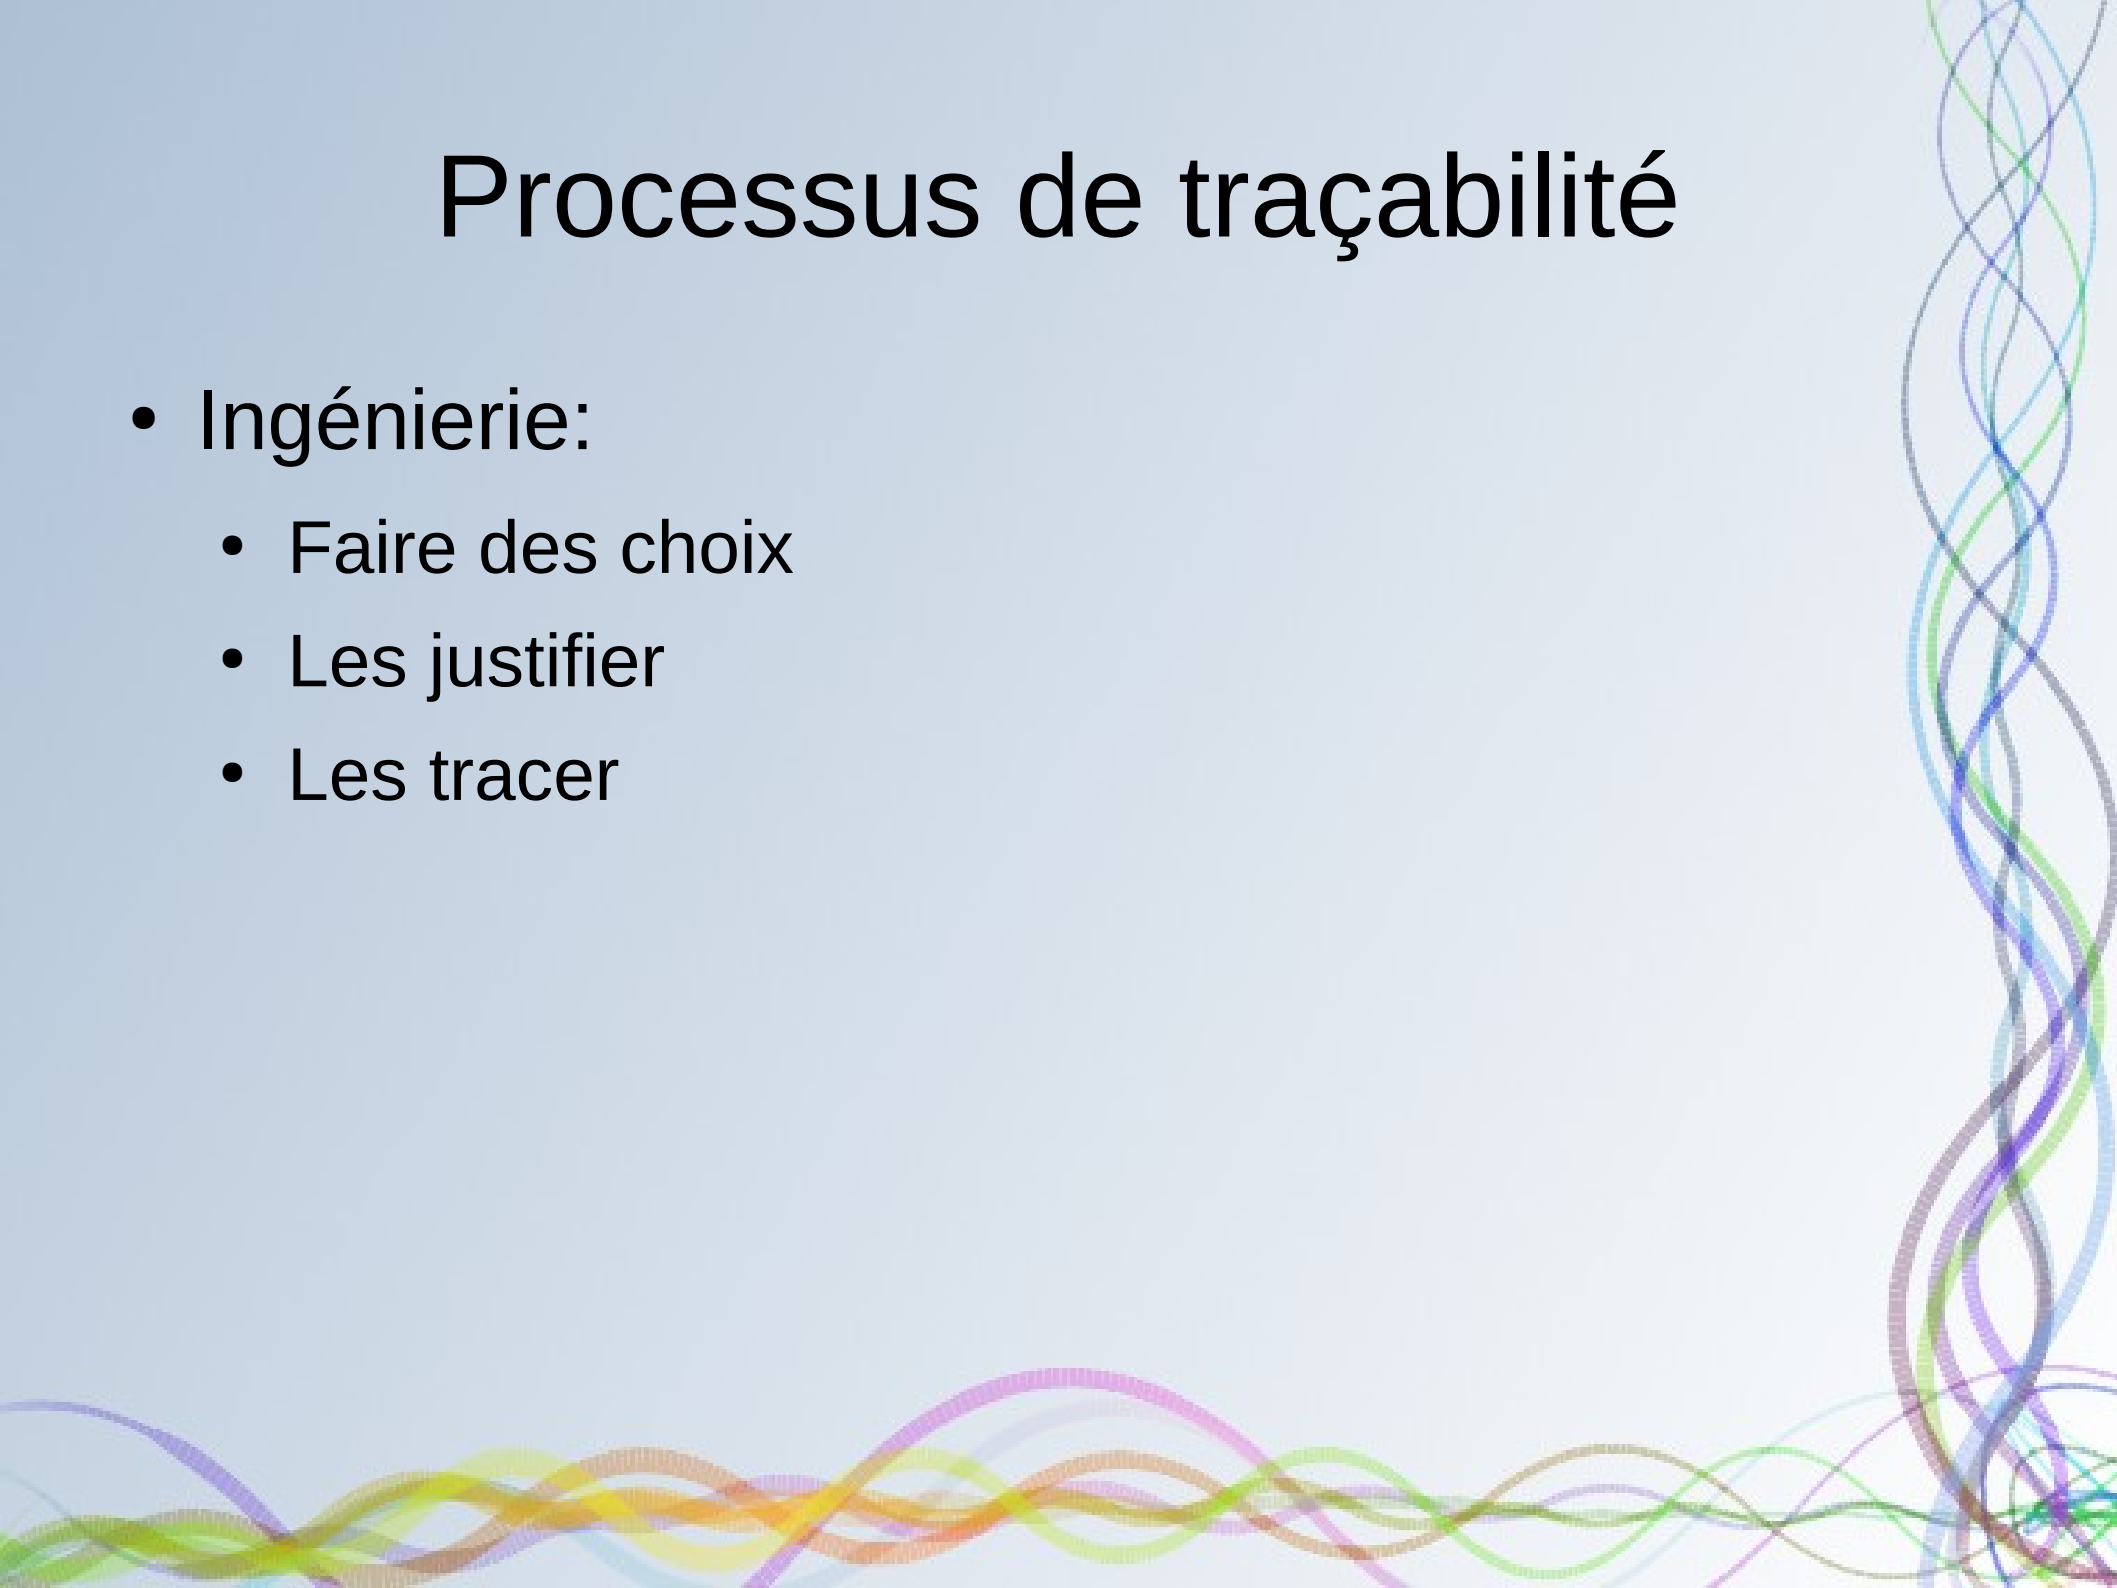 Processus de traçabilité
• Ingénierie:
• Faire des choix
• Les justifier
• Les tracer